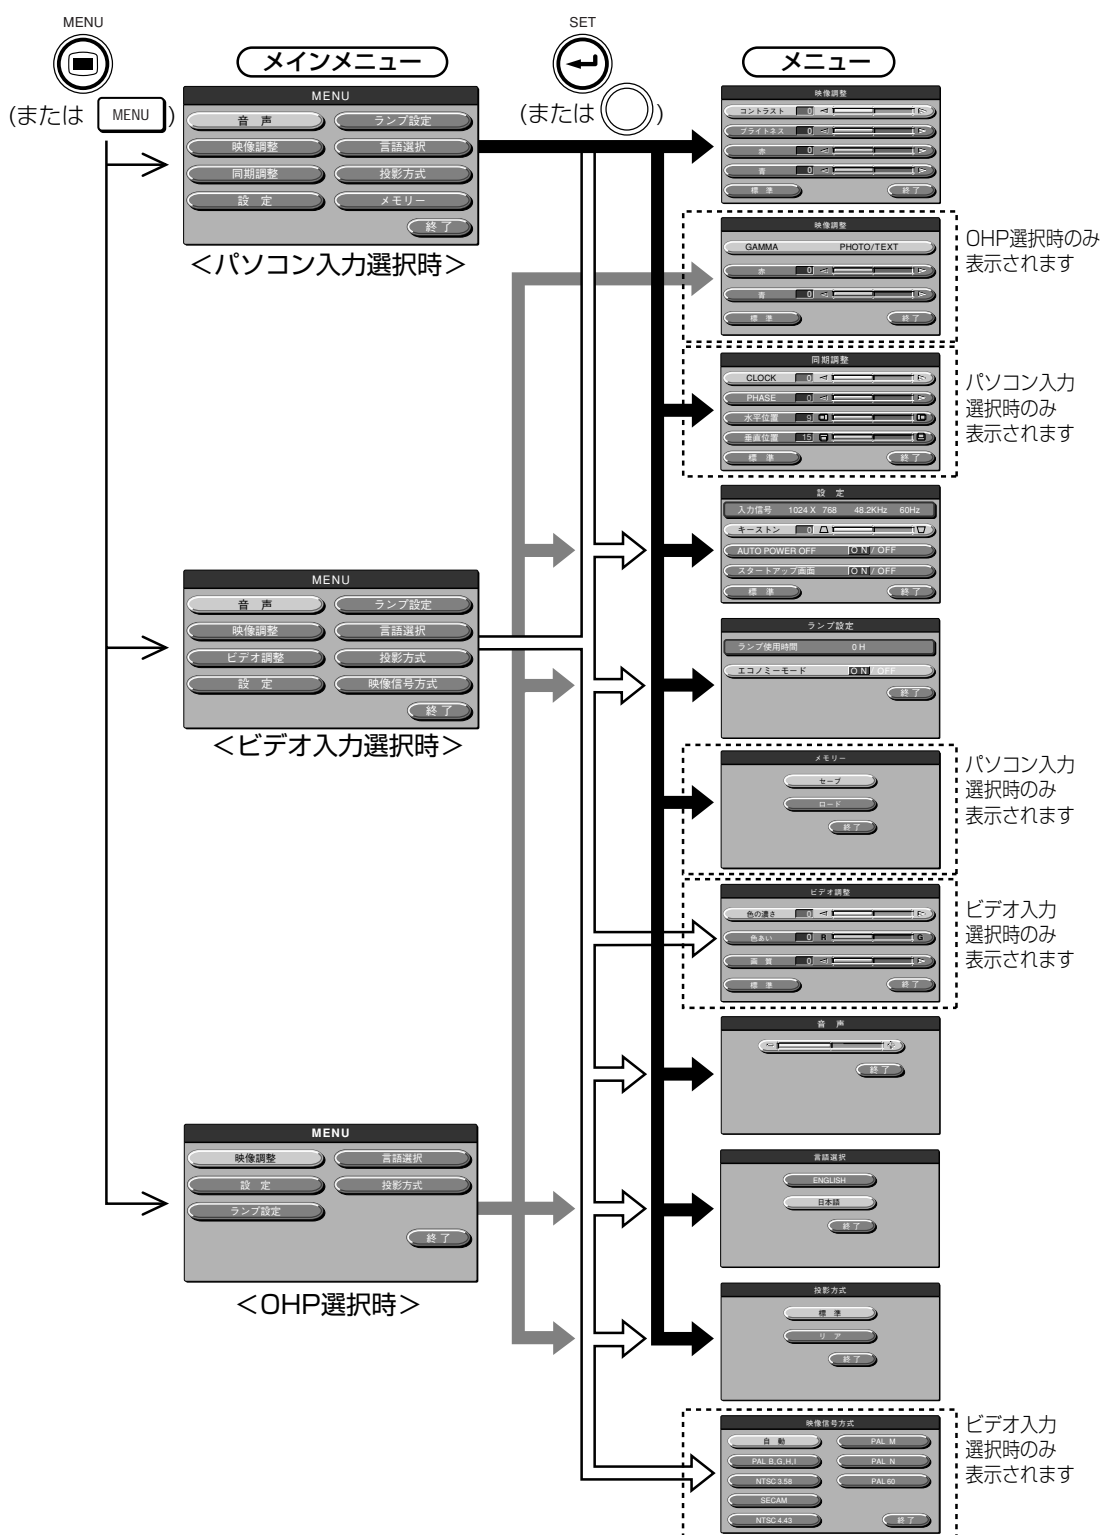 MENU
(または MENU )
メインメニュー
SET
(または )
メニュー
MENU
音 声 ランプ設定
映像調整 言語選択
同期調整 投影方式
設 定 メモリー
終 了
＜パソコン入力選択時＞
MENU
音 声 ランプ設定
映像調整 言語選択
ビデオ調整 投影方式
設 定 映像信号方式
終 了
＜ビデオ入力選択時＞
MENU
映像調整 言語選択
設 定 投影方式
ランプ設定
終 了
＜OHP選択時＞
映像調整
コントラスト 0
ブライトネス 0
赤 0
青 0
標 準 終 了
映像調整
GAMMA PHOTO/TEXT
赤 0
青 0
標 準 終 了
OHP選択時のみ
表示されます
同期調整
CLOCK 0
PHASE 0
水平位置 9
垂直位置 15
標 準 終 了
パソコン入力
選択時のみ
表示されます
設 定
入力信号 1024 X 768 48.2KHz 60Hz
キーストン 0
AUTO POWER OFF ON / OFF
スタートアップ画面 ON / OFF
標 準 終 了
ランプ設定
ランプ使用時間 0 H
エコノミーモード ON / OFF
終 了
メモリー
セーブ
ロード
終 了
パソコン入力
選択時のみ
表示されます
ビデオ調整
色の濃さ 0
色あい 0 R G
画 質 0
標 準 終 了
ビデオ入力
選択時のみ
表示されます
音 声
終 了
言語選択
ENGLISH
日本語
終 了
投影方式
標 準
リ ア
終 了
映像信号方式
自 動 PAL M
PAL B,G,H,I PAL N
NTSC 3.58 PAL 60
SECAM
NTSC 4.43 終 了
ビデオ入力
選択時のみ
表示されます